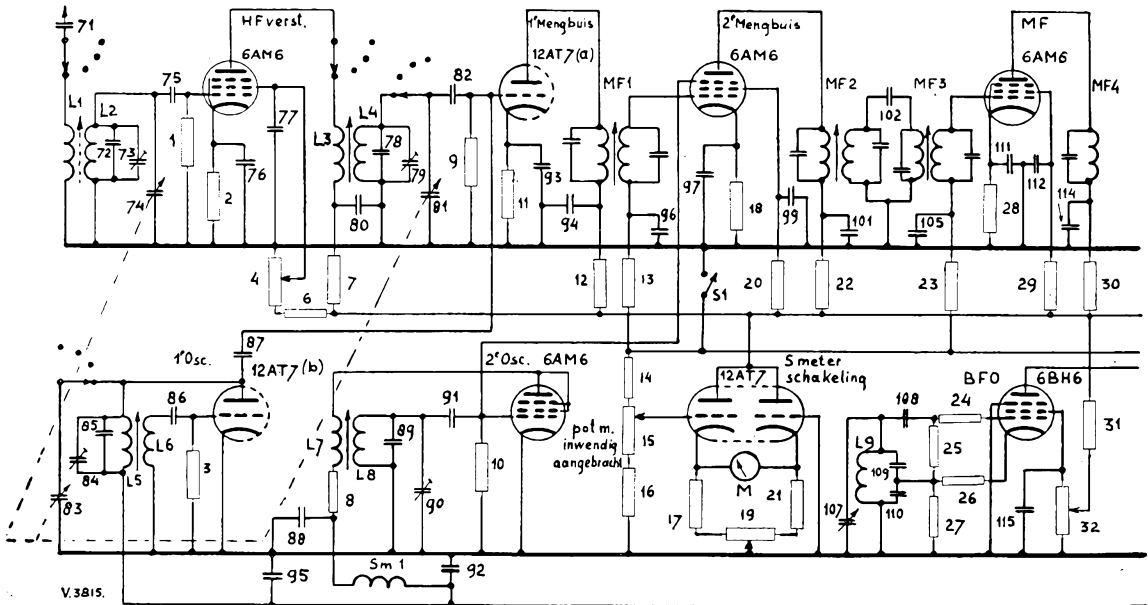 HF verst.
1e Mengbuis
2e Mengbuis
MF
71
6AM6
12AT7 (a)
6AM6
6AM6
75
82
MF1
MF2
MF3
MF4
L1
L2
77
L3
L4
102
72
73
1
78
79
9
111
112
74
2
76
81
11
93
97
18
28
114
80
94
96
99
101
105
4
7
12
13
S1
20
22
23
29
30
6
87
1e Osc.
12AT7 (b)
2e Osc.
6AM6
12AT7
S meter
schakeling
BFO
6BH6
86
91
14
108
24
85
L6
L7
89
pot m.
inwendig
aangebracht
15
L9
25
31
84
L5
3
L8
10
M
109
26
83
8
90
16
17
19
21
107
110
27
115
32
88
95
Sm 1
92
V.3815.